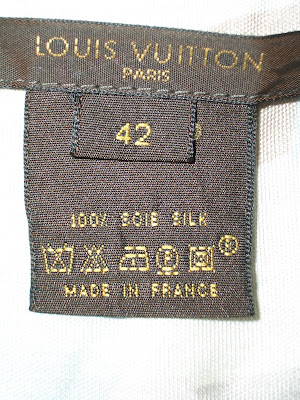 LOUIS VUITTON
PARIS
42
100% SOIE SILK
P
MADE IN FRANCE